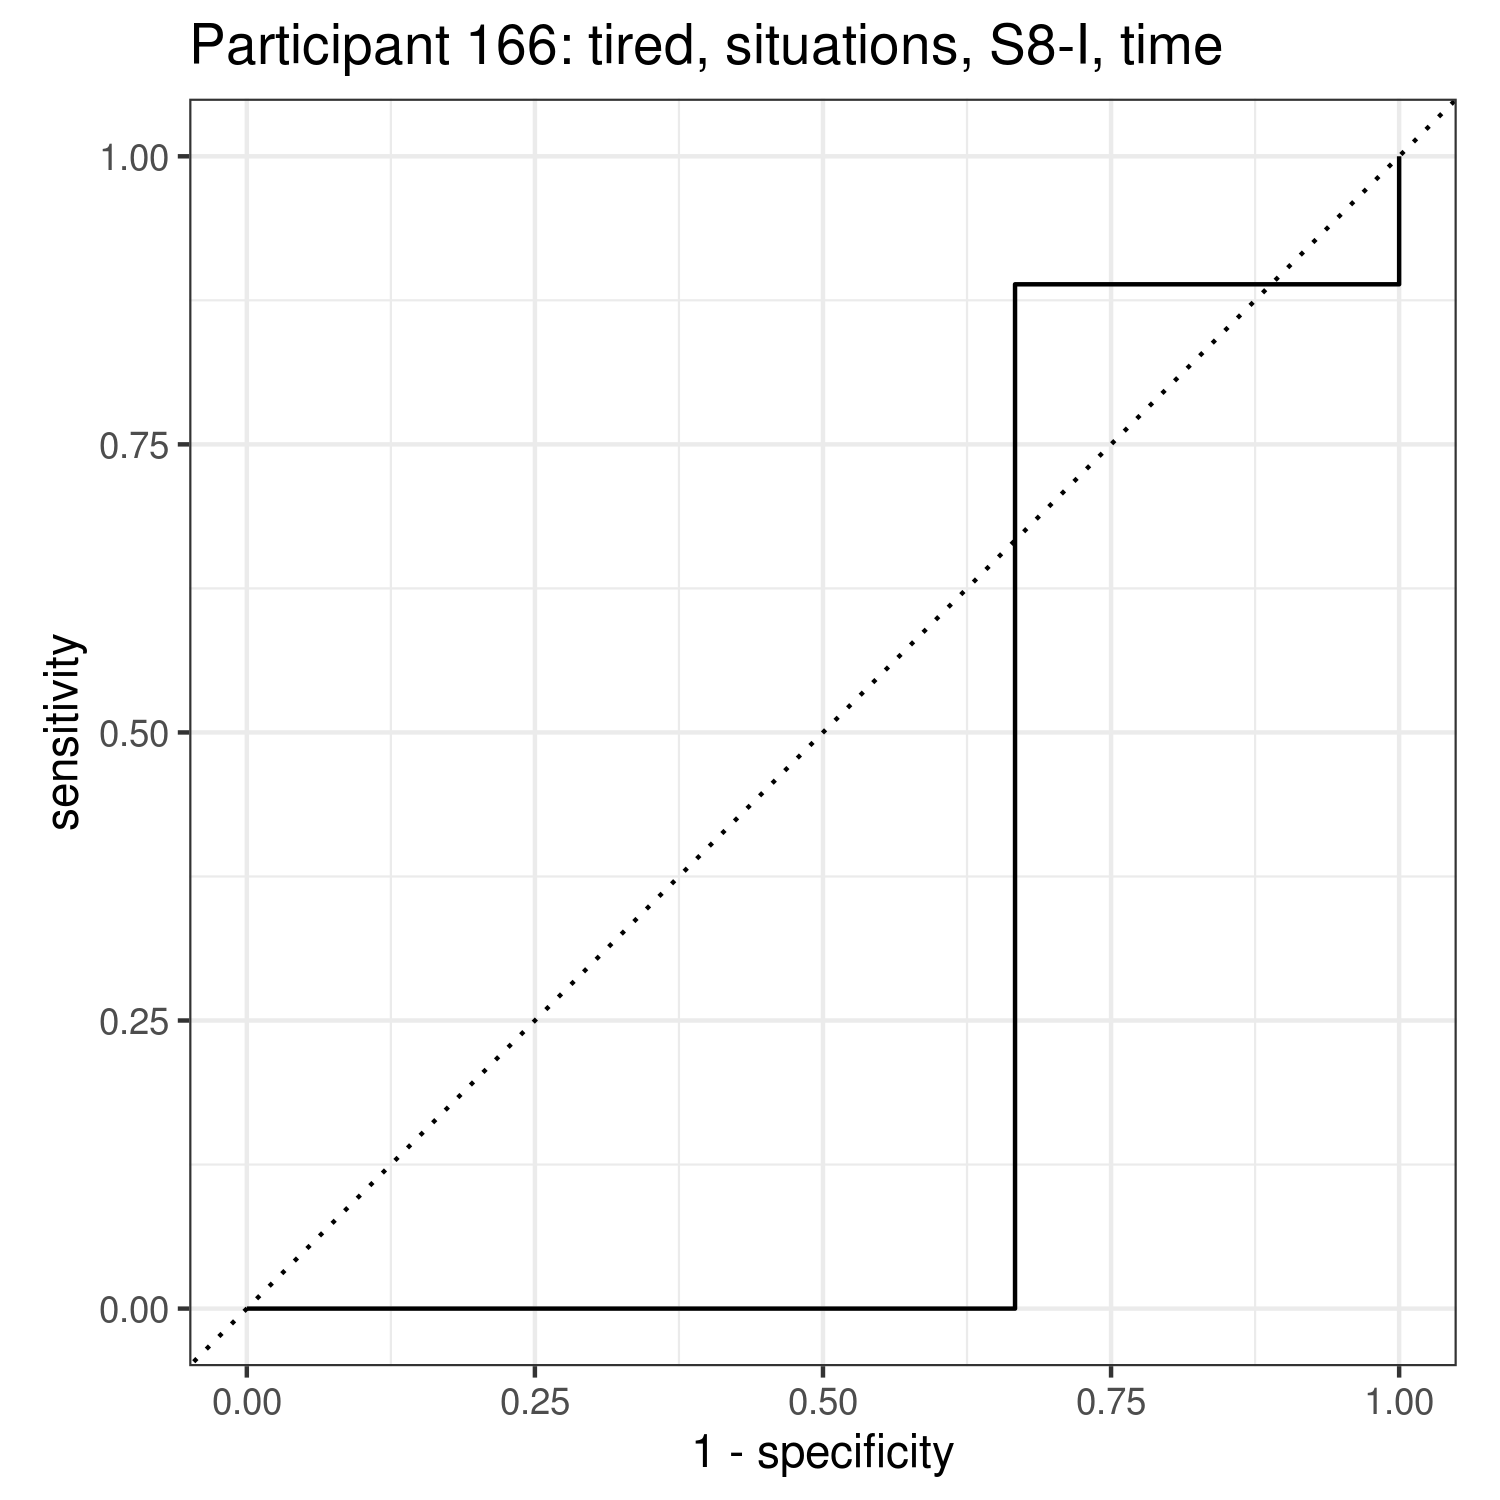 Participant 166: tired, situations, S8-I, time
1.00
0.75
0.50
0.25
0.00
sensitivity
0.00 0.25 0.50 0.75 1.00
1 - specificity